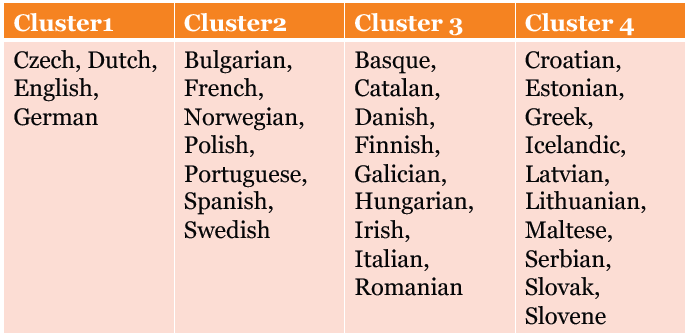 Cluster1
Czech, Dutch,
English,
German
Cluster2
Bulgarian,
French,
Norwegian,
Polish,
Portuguese,
Spanish,
Swedish
Cluster 3
Basque,
Catalan,
Danish,
Finnish,
Galician,
Hungarian,
Irish,
Italian,
Romanian
Cluster 4
Croatian,
Estonian,
Greek,
Icelandic,
Latvian,
Lithuanian,
Maltese,
Serbian,
Slovak,
Slovene